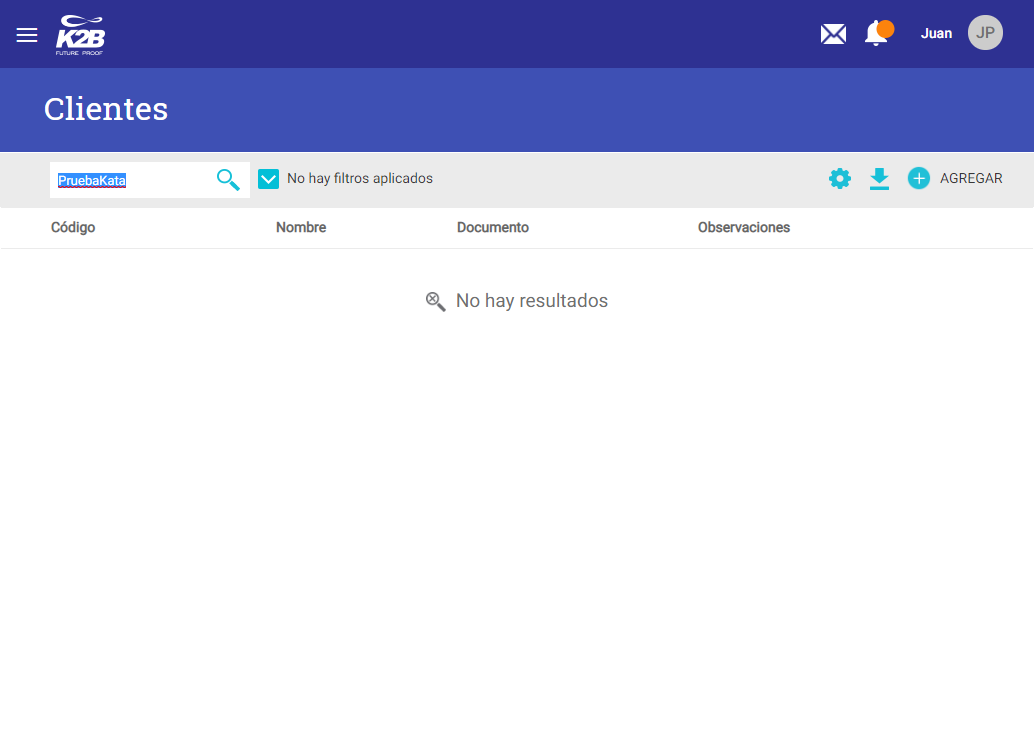 K2B
FUTURE PROOF
Juan
JP
Clientes
PruebaKata
No hay filtros aplicados
AGREGAR
Código Nombre Documento Observaciones
No hay resultados